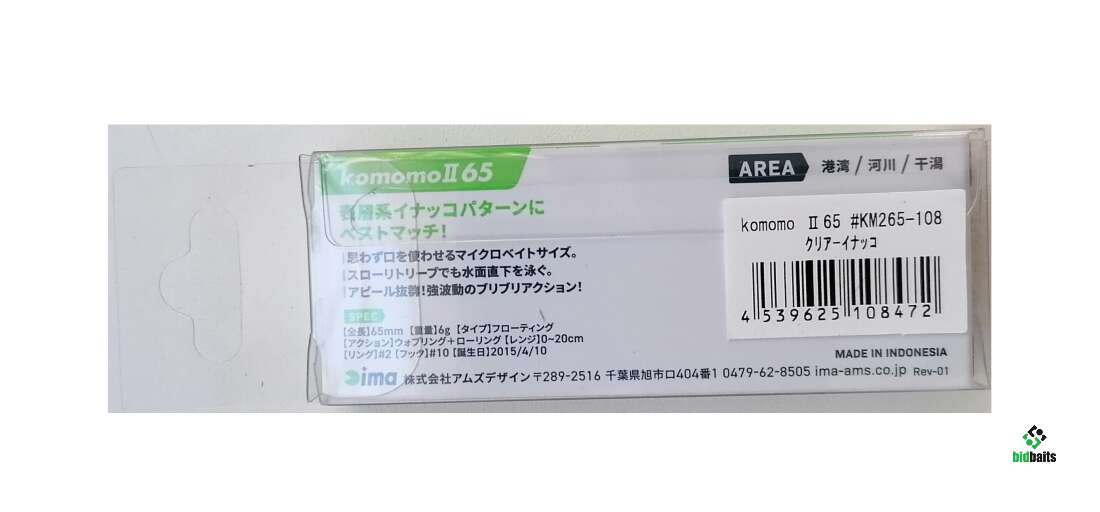 komomoⅡ65
AREA 港湾 / 河川 / 干潟
表層系イナッコパターンに
ベストマッチ!
思わず口を使わせるマイクロベイトサイズ。
スローリトリーブでも水面直下を泳ぐ。
アピール抜群!強波動のブリブリアクション!
SPEC
【全長】65mm 【重量】6g 【タイプ】フローティング
【アクション】ウォブリング+ローリング 【レンジ】0~20cm
【リング】#2 【フック】#10 【誕生日】2015/4/10
komomo Ⅱ65 #KM265-108
クリアーイナッコ
4 539625 108472
MADE IN INDONESIA
ima 株式会社アムズデザイン 〒289-2516 千葉県旭市ロ404番1 0479-62-8505 ima-ams.co.jp Rev-01
bidbaits